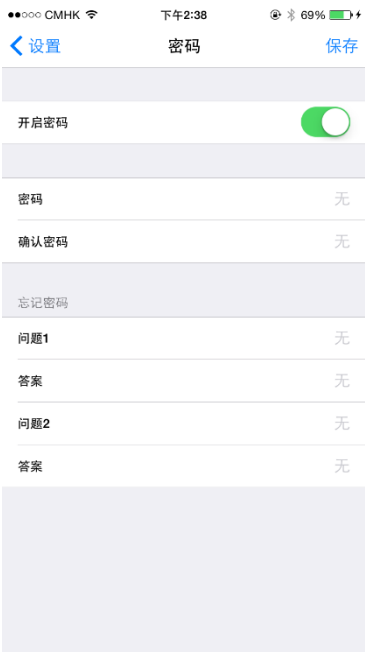 CMHK 下午2:38 69%
设置 密码 保存
开启密码
密码 无
确认密码 无
忘记密码
问题1 无
答案 无
问题2 无
答案 无